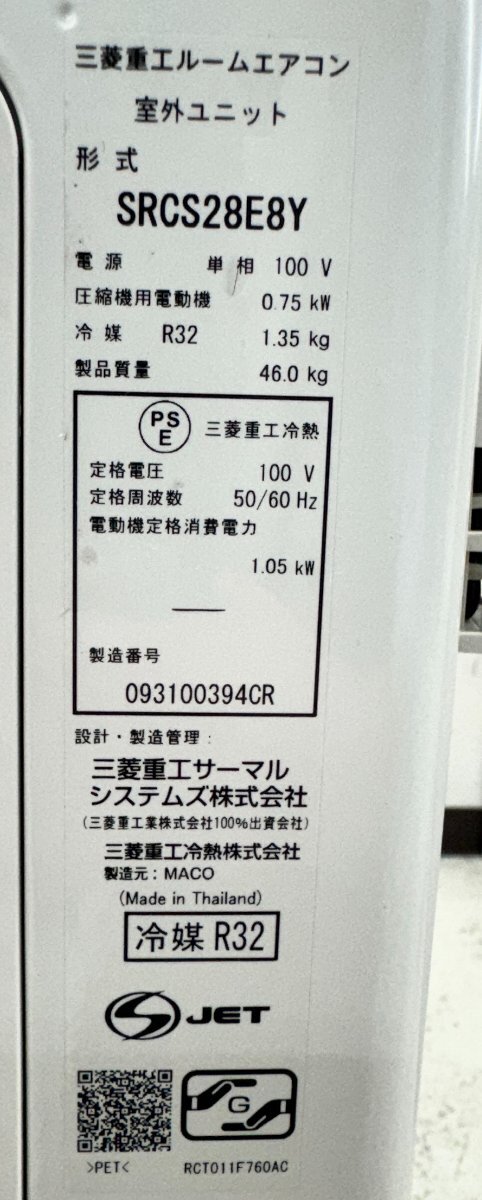 三菱重工ルームエアコン
室外ユニット
形式
SRCS28E8Y
電源 単相 100 V
圧縮機用電動機 0.75 kW
冷媒 R32 1.35 kg
製品質量 46.0 kg
PS
E 三菱重工冷熱
定格電圧 100 V
定格周波数 50/60 Hz
電動機定格消費電力
1.05 kW
製造番号
093100394CR
設計・製造管理:
三菱重工サーマル
システムズ株式会社
(三菱重工業株式会社100%出資会社)
三菱重工冷熱株式会社
製造元: MACO
(Made in Thailand)
冷媒 R32
S JET
G
>PET< RCT011F760AC